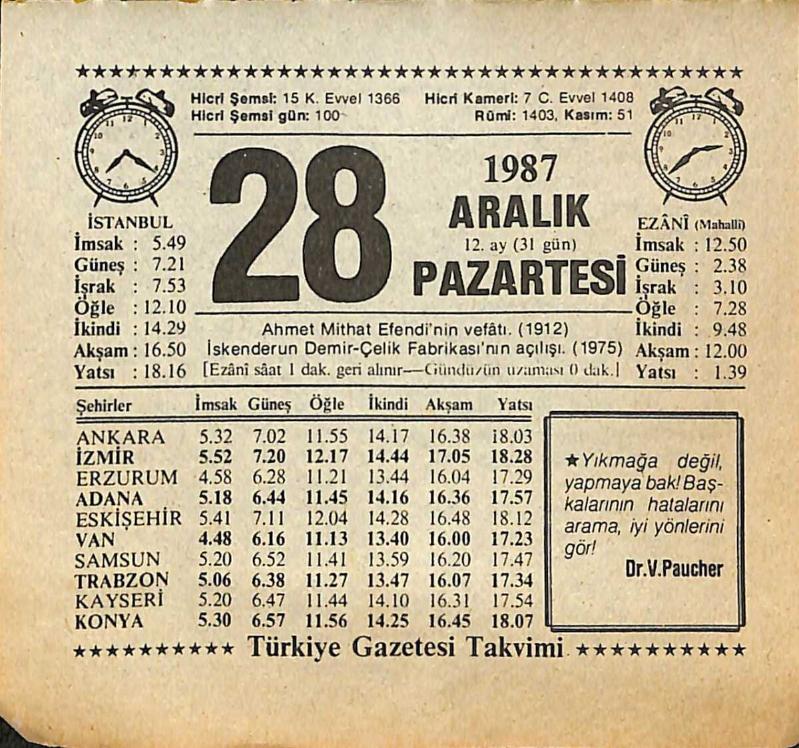 Hicrî Şemsî: 15 K. Evvel 1366 Hicrî Kamerî: 7 C. Evvel 1408
Hicrî Şemsî gün: 100 Rûmî: 1403, Kasım: 51
28
1987
ARALIK
12. ay (31 gün)
PAZARTESİ
İSTANBUL
İmsak : 5.49
Güneş : 7.21
İşrak : 7.53
Öğle : 12.10
İkindi : 14.29
Akşam : 16.50
Yatsı : 18.16
EZÂNÎ (Mahallî)
İmsak : 12.50
Güneş : 2.38
İşrak : 3.10
Öğle : 7.28
İkindi : 9.48
Akşam : 12.00
Yatsı : 1.39
Ahmet Mithat Efendi'nin vefâtı. (1912)
İskenderun Demir-Çelik Fabrikası'nın açılışı. (1975)
[Ezânî sâat 1 dak. geri alınır—Gündüzün uzaması 0 dak.]
Şehirler İmsak Güneş Öğle İkindi Akşam Yatsı
ANKARA 5.32 7.02 11.55 14.17 16.38 18.03
İZMİR 5.52 7.20 12.17 14.44 17.05 18.28
ERZURUM 4.58 6.28 11.21 13.44 16.04 17.29
ADANA 5.18 6.44 11.45 14.16 16.36 17.57
ESKİŞEHİR 5.41 7.11 12.04 14.28 16.48 18.12
VAN 4.48 6.16 11.13 13.40 16.00 17.23
SAMSUN 5.20 6.52 11.41 13.59 16.20 17.47
TRABZON 5.06 6.38 11.27 13.47 16.07 17.34
KAYSERİ 5.20 6.47 11.44 14.10 16.31 17.54
KONYA 5.30 6.57 11.56 14.25 16.45 18.07
★Yıkmağa değil,
yapmaya bak! Baş-
kalarının hatalarını
arama, iyi yönlerini
gör!
Dr.V.Paucher
Türkiye Gazetesi Takvimi